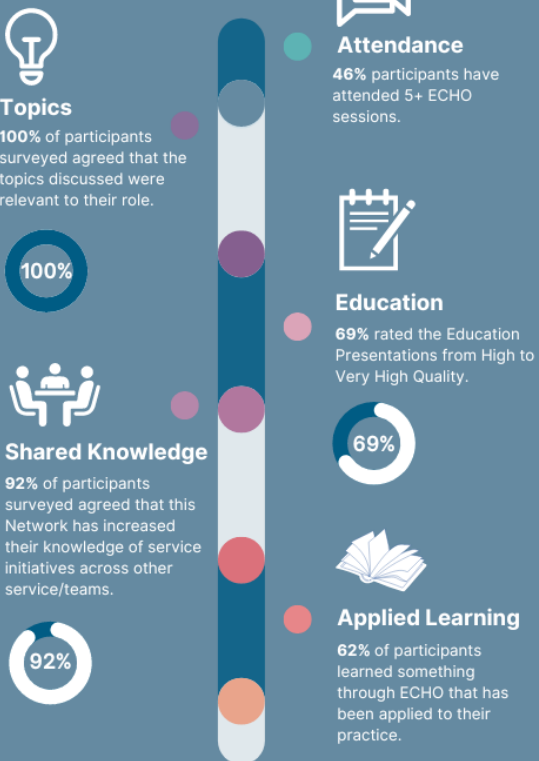 Topics
100% of participants
surveyed agreed that the
topics discussed were
relevant to their role.
100%
Shared Knowledge
92% of participants
surveyed agreed that this
Network has increased
their knowledge of service
initiatives across other
service/teams.
92%
Attendance
46% participants have
attended 5+ ECHO
sessions.
Education
69% rated the Education
Presentations from High to
Very High Quality.
69%
Applied Learning
62% of participants
learned something
through ECHO that has
been applied to their
practice.